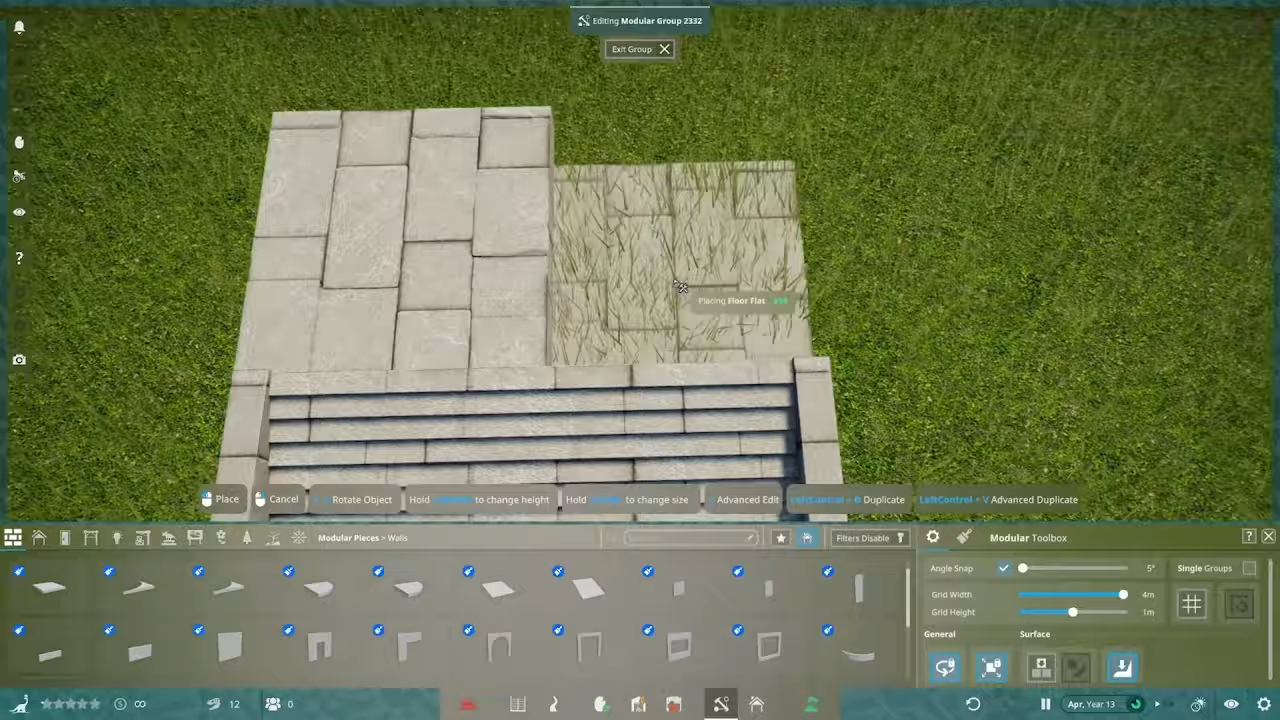 Editing Modular Group 2332
Exit Group
?
Placing Floor Flat
Place
Cancel
Rotate Object
Hold to change height
Hold to change size
Advanced Edit
LeftControl + D Duplicate
LeftControl + V Advanced Duplicate
Modular Pieces > Walls
Filters Disable
Modular Toolbox
?
Angle Snap
5°
Single Groups
Grid Width
4m
Grid Height
1m
General
Surface
12
0
Apr, Year 13